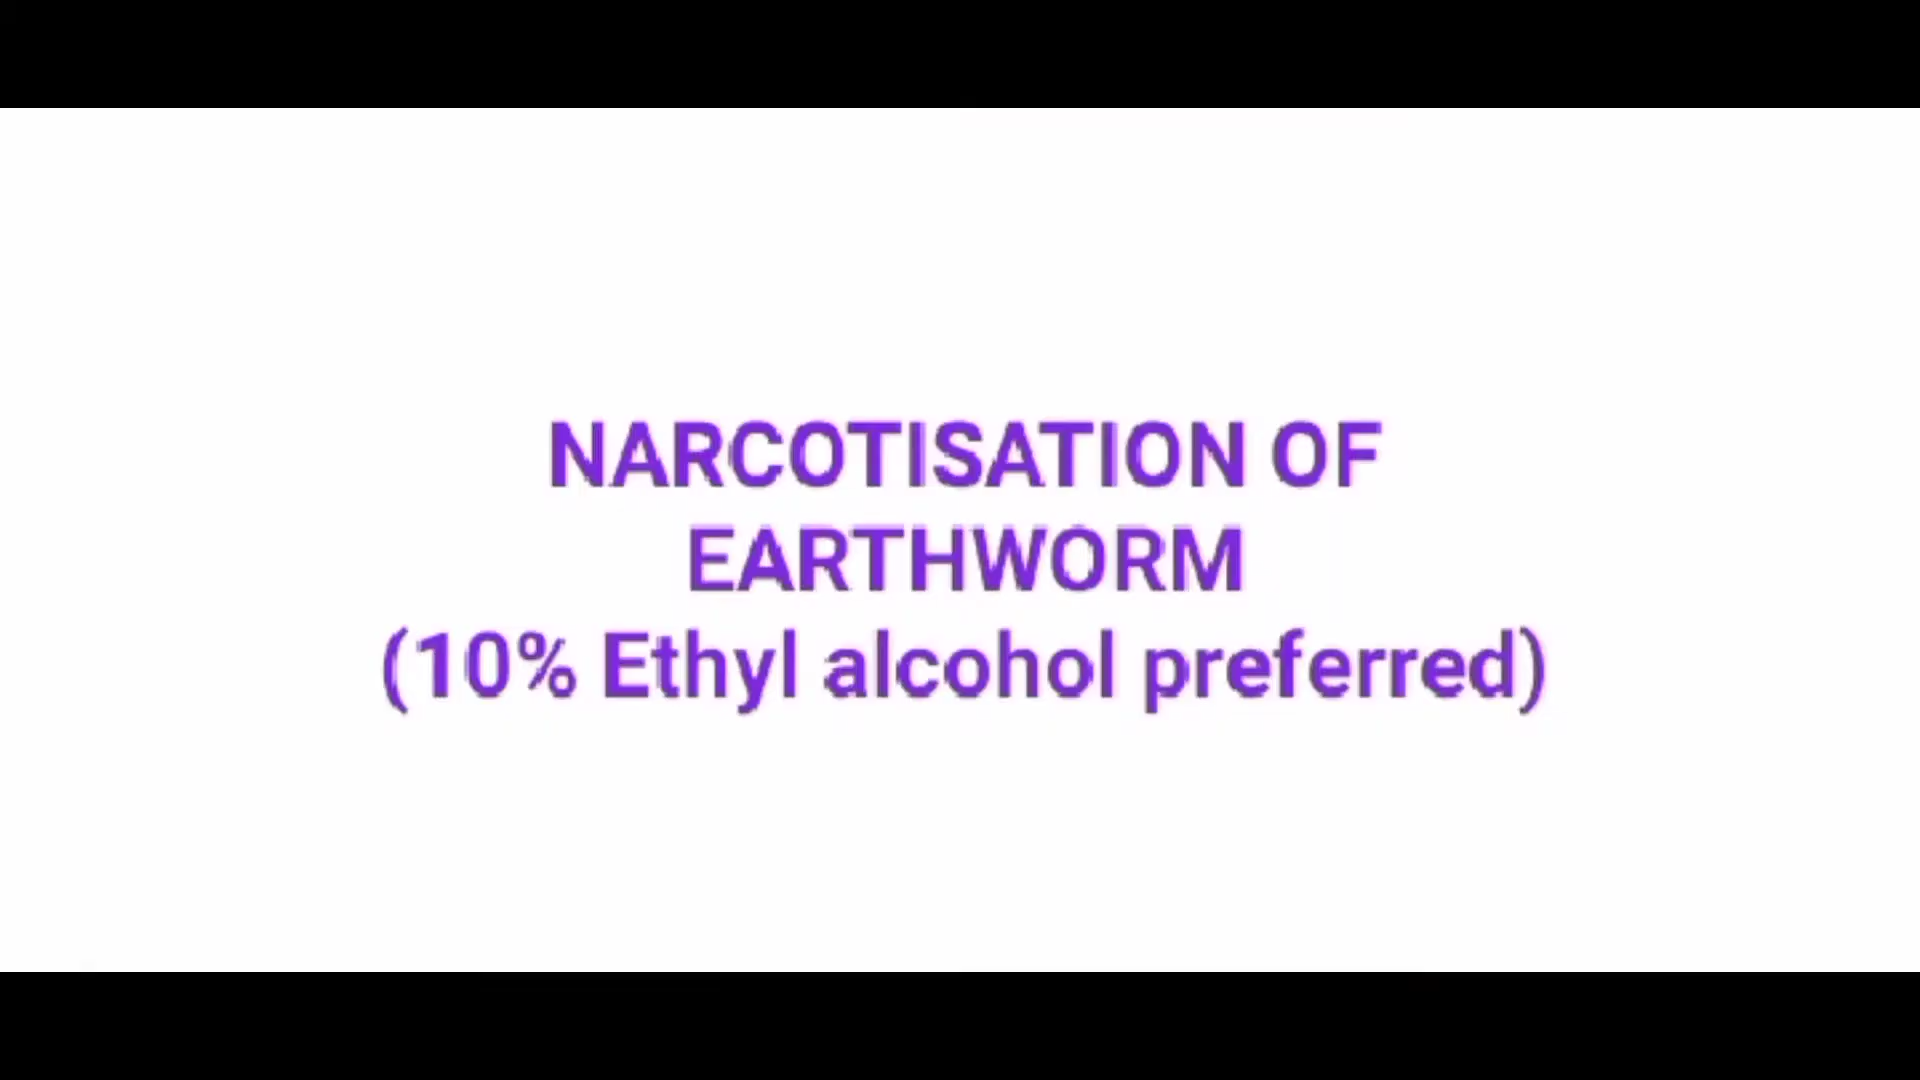 NARCOTISATION OF
EARTHWORM
(10% Ethyl alcohol preferred)